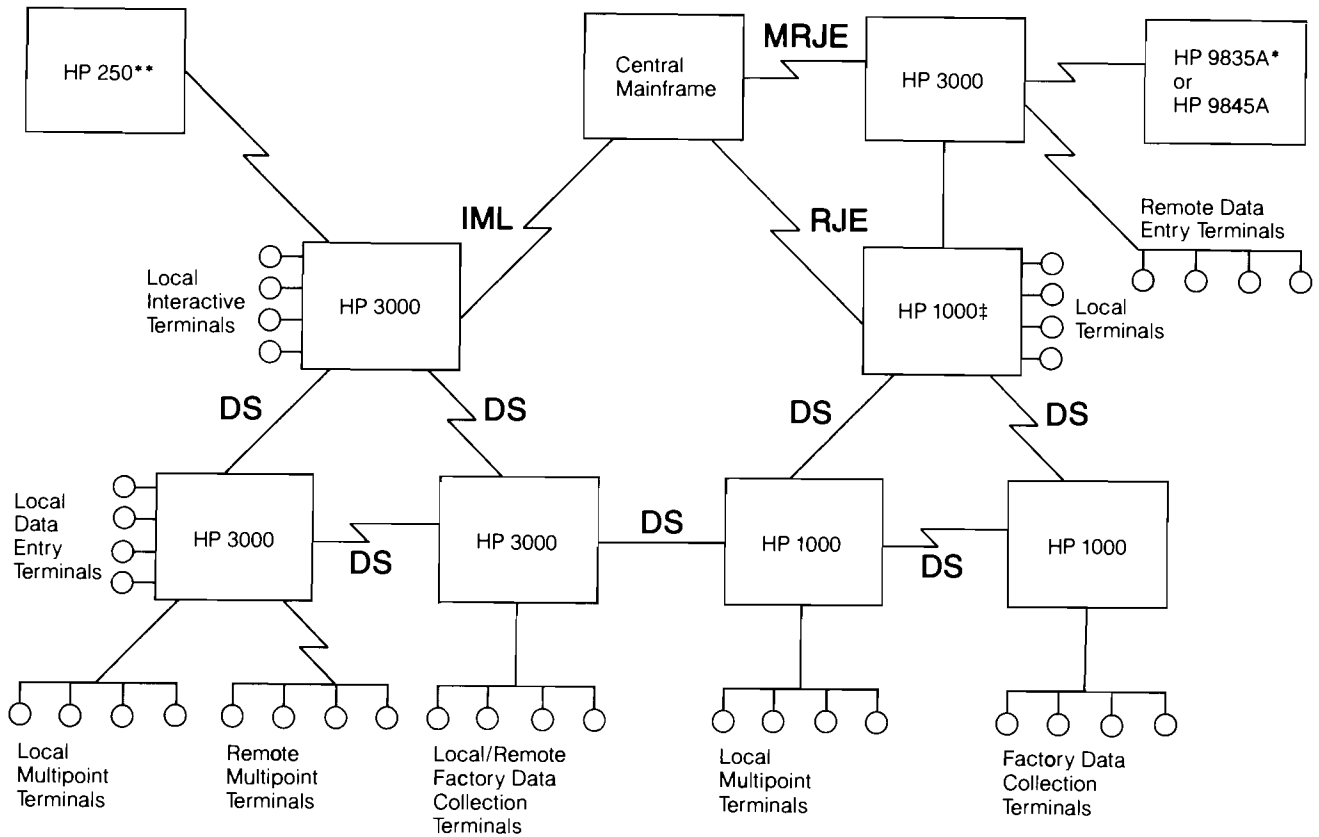 HP 250**
Central
Mainframe
MRJE
HP 3000
HP 9835A*
or
HP 9845A
IML
RJE
Remote Data
Entry Terminals
Local
Interactive
Terminals
HP 3000
HP 1000‡
Local
Terminals
DS
DS
DS
DS
Local
Data
Entry
Terminals
HP 3000
DS
HP 3000
DS
HP 1000
DS
HP 1000
Local
Multipoint
Terminals
Remote
Multipoint
Terminals
Local/Remote
Factory Data
Collection
Terminals
Local
Multipoint
Terminals
Factory Data
Collection
Terminals